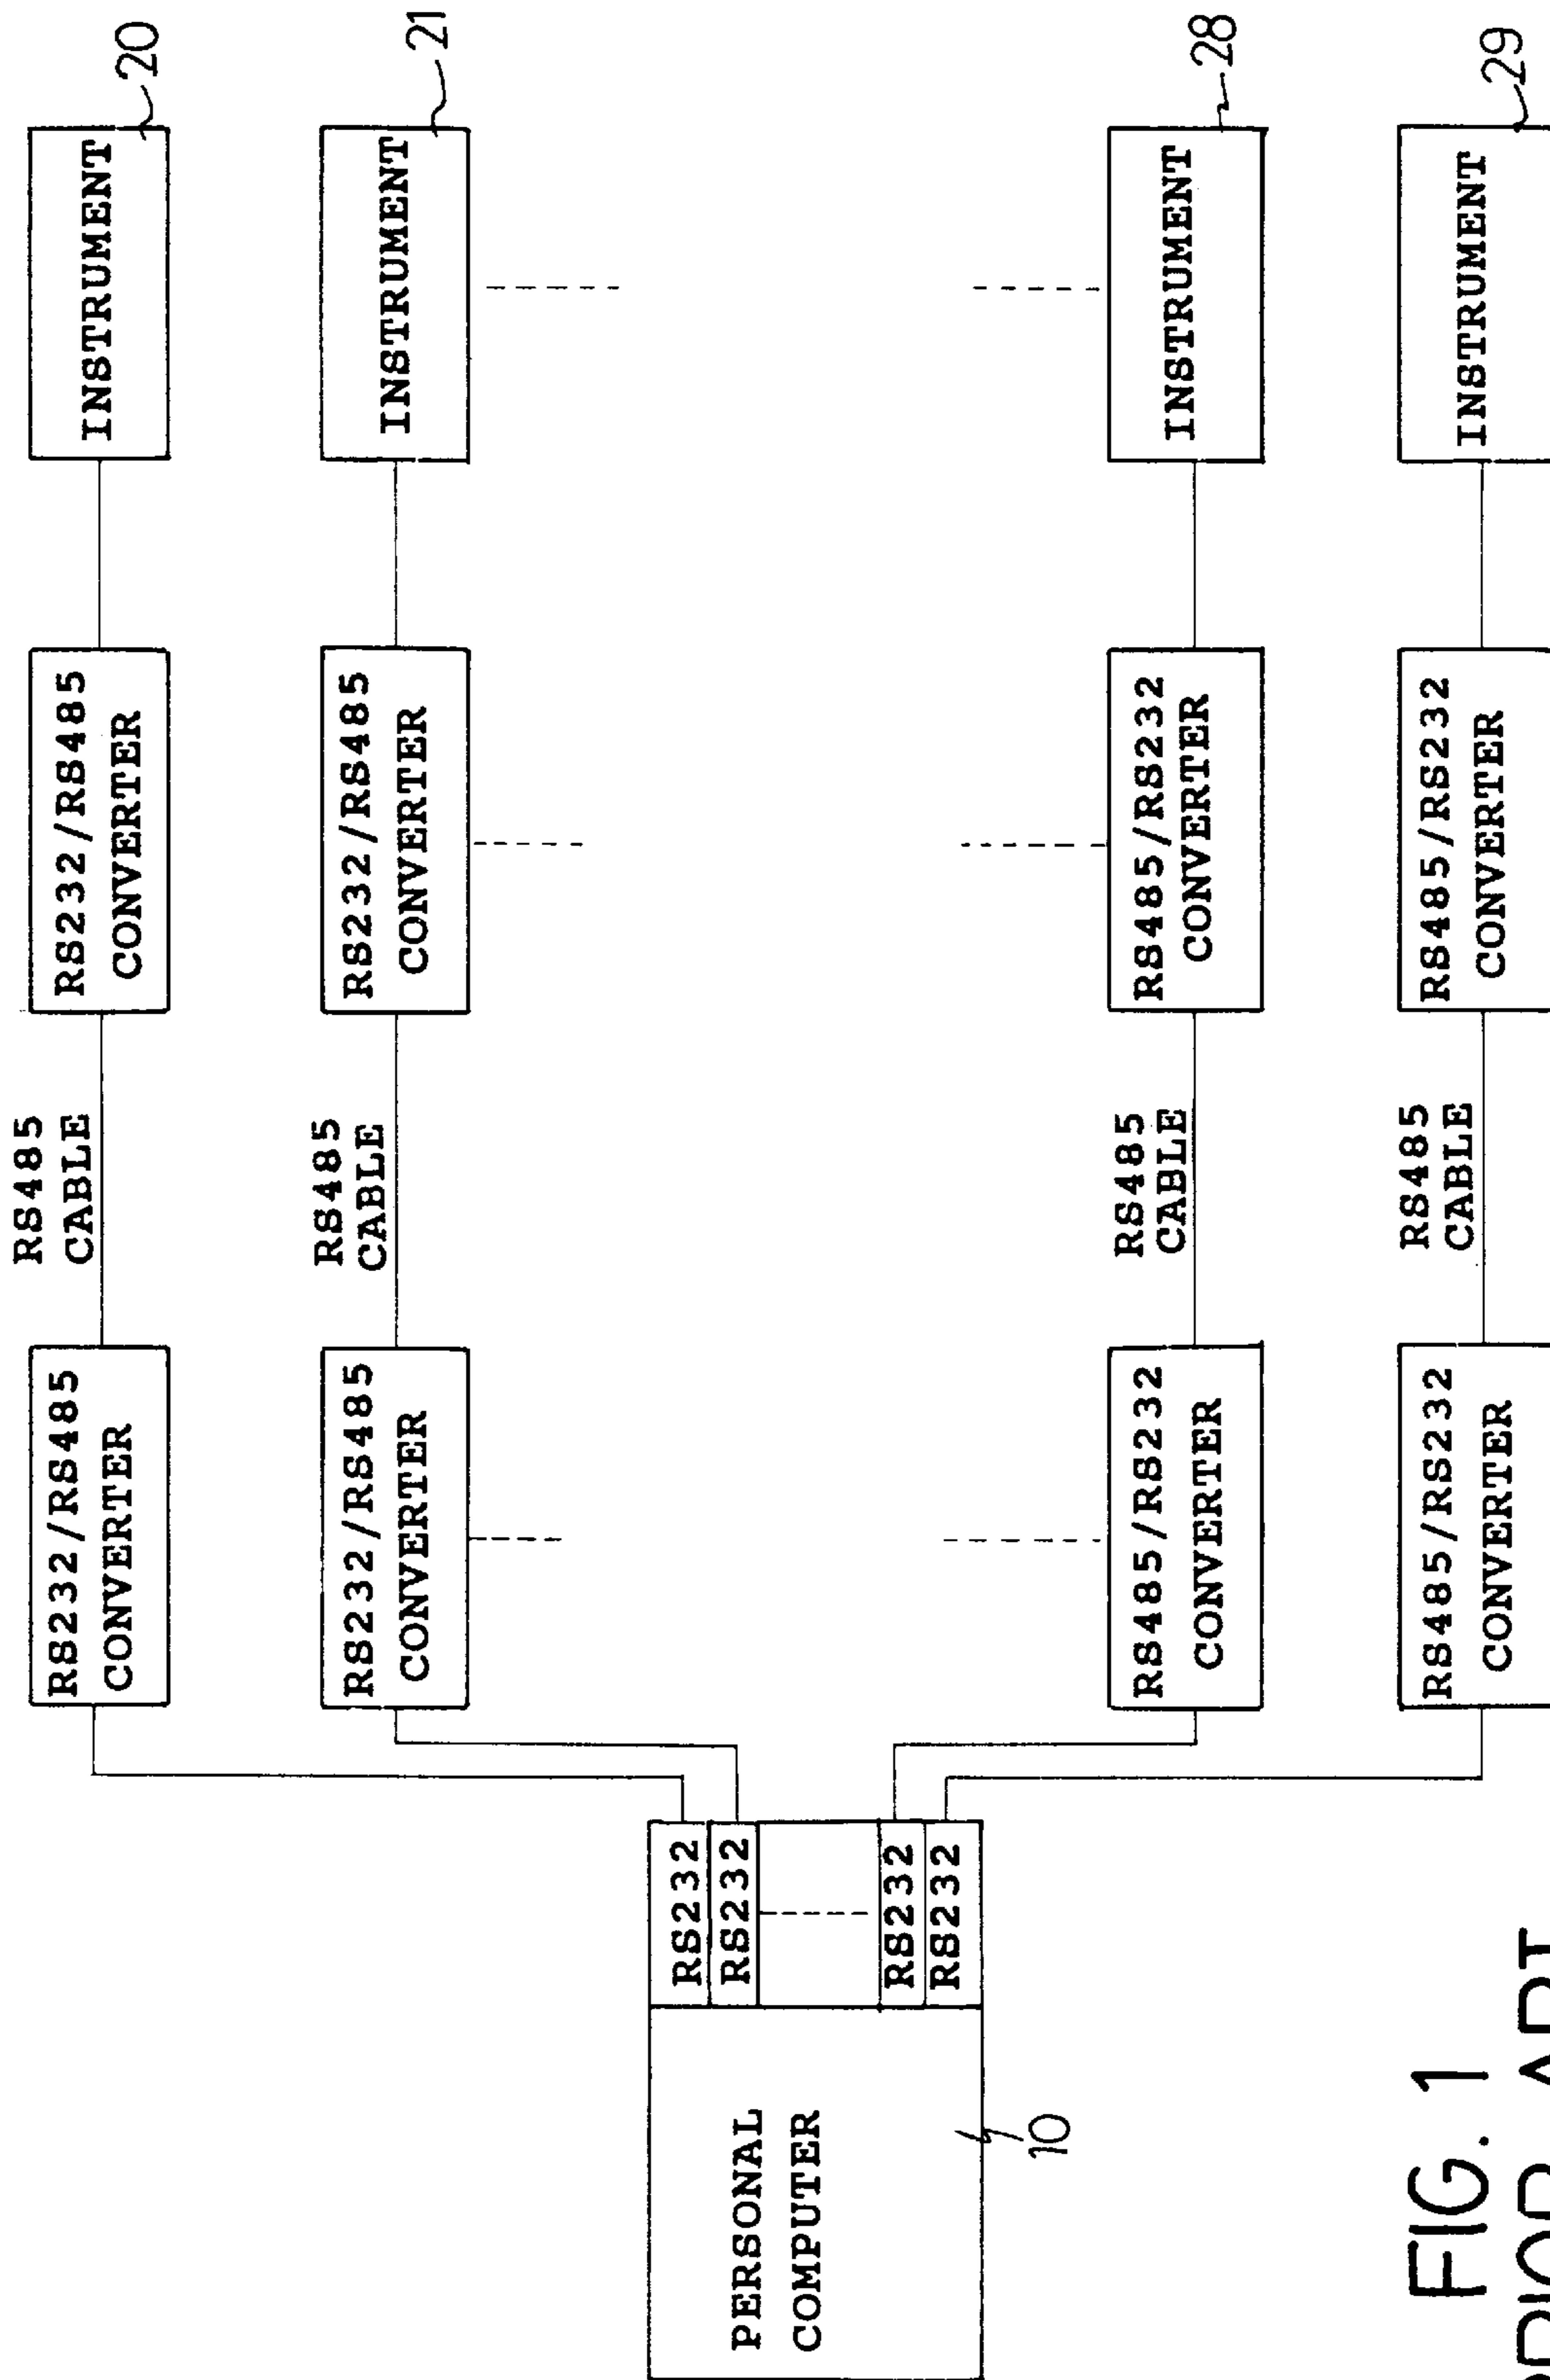 RS485
CABLE
RS232/RS485
CONVERTER
RS232/RS485
CONVERTER
INSTRUMENT
20
RS485
CABLE
RS232/RS485
CONVERTER
RS232/RS485
CONVERTER
INSTRUMENT
21
PERSONAL
COMPUTER
10
RS232
RS232
RS232
RS232
RS485
CABLE
RS485/RS232
CONVERTER
RS485/RS232
CONVERTER
INSTRUMENT
28
RS485
CABLE
RS485/RS232
CONVERTER
RS485/RS232
CONVERTER
INSTRUMENT
29
FIG. 1
PRIOR ART